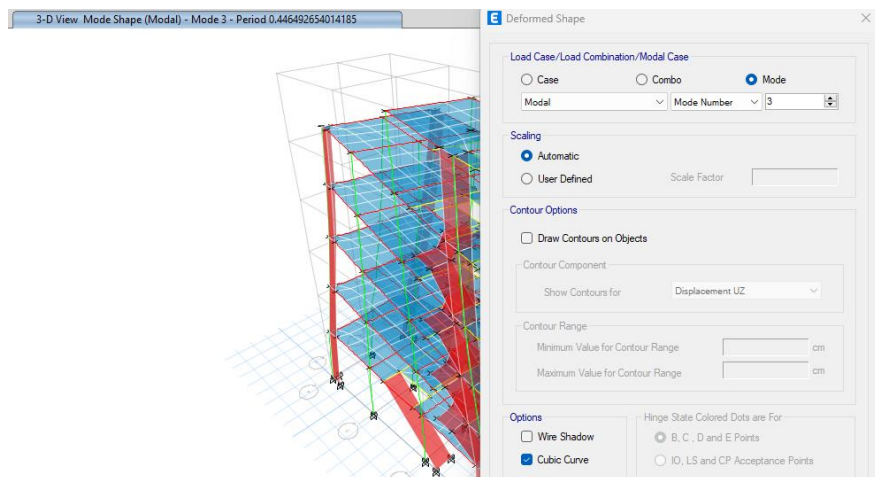 3-D View Mode Shape (Modal) - Mode 3 - Period 0.446492654014185
E Deformed Shape
Load Case/Load Combination/Modal Case
Case Combo Mode
Modal Mode Number 3
Scaling
Automatic
User Defined Scale Factor
Contour Options
Draw Contours on Objects
Contour Component
Show Contours for Displacement UZ
Contour Range
Minimum Value for Contour Range cm
Maximum Value for Contour Range cm
Options Hinge State Colored Dots are For
Wire Shadow B, C , D and E Points
Cubic Curve IO, LS and CP Acceptance Points